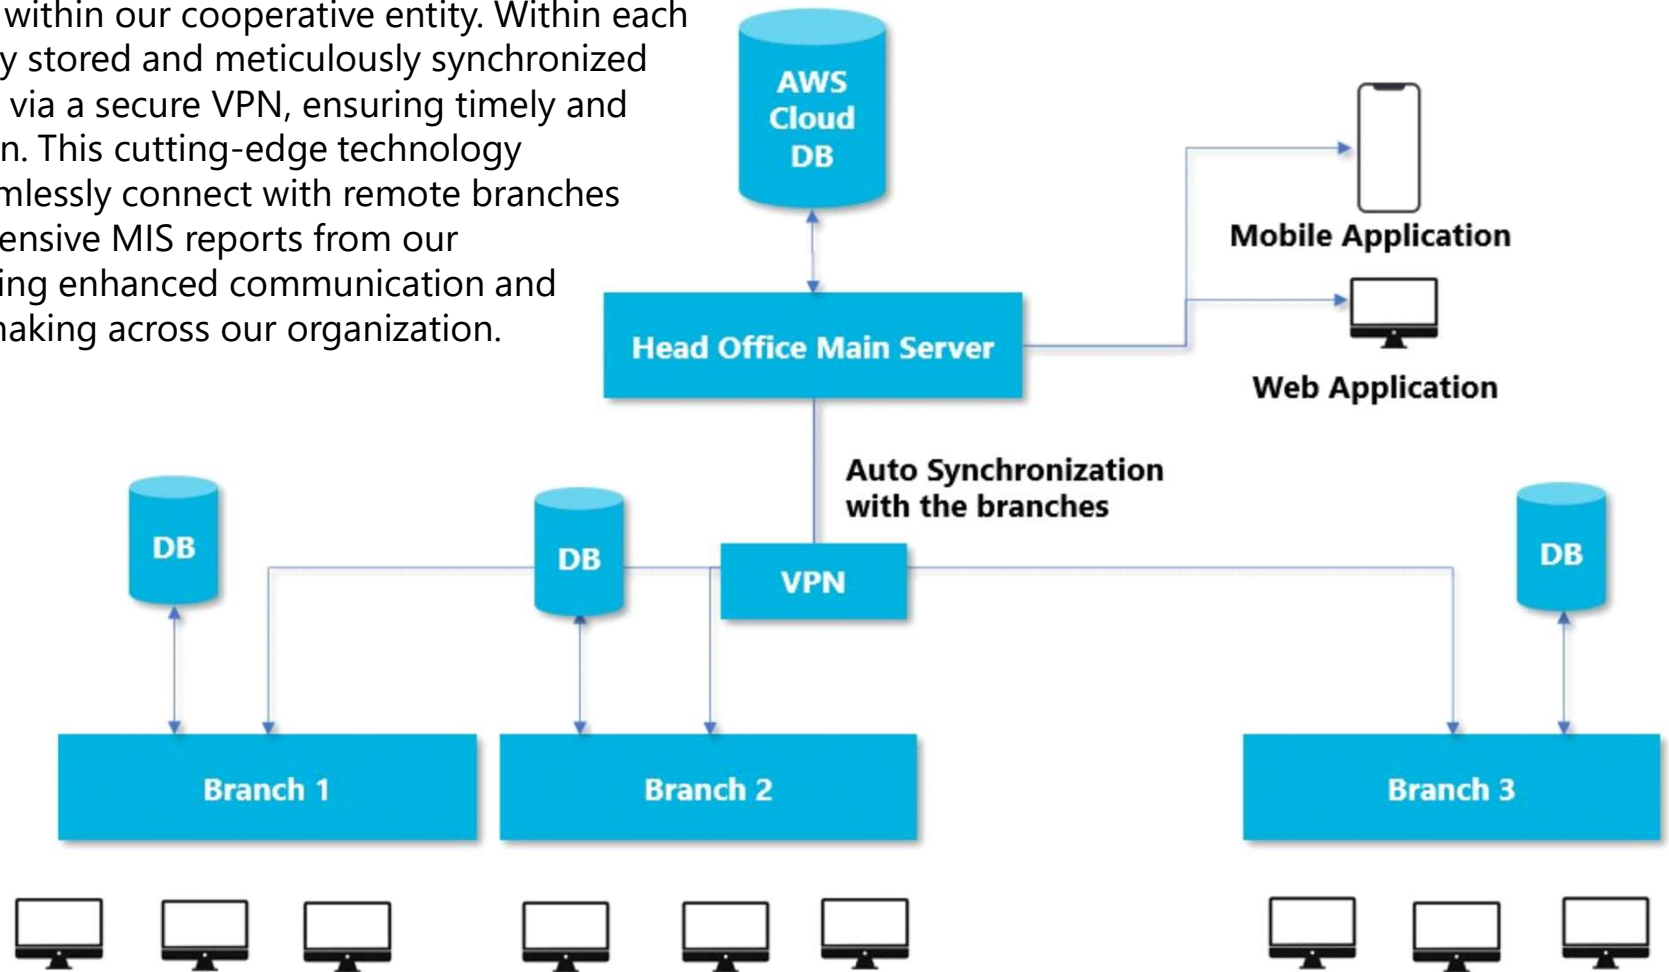 within our cooperative entity. Within each
y stored and meticulously synchronized
via a secure VPN, ensuring timely and
n. This cutting-edge technology
mlessly connect with remote branches
ensive MIS reports from our
ing enhanced communication and
naking across our organization.
AWS
Cloud
DB
Mobile Application
Head Office Main Server
Web Application
Auto Synchronization
with the branches
DB
DB
VPN
DB
Branch 1
Branch 2
Branch 3